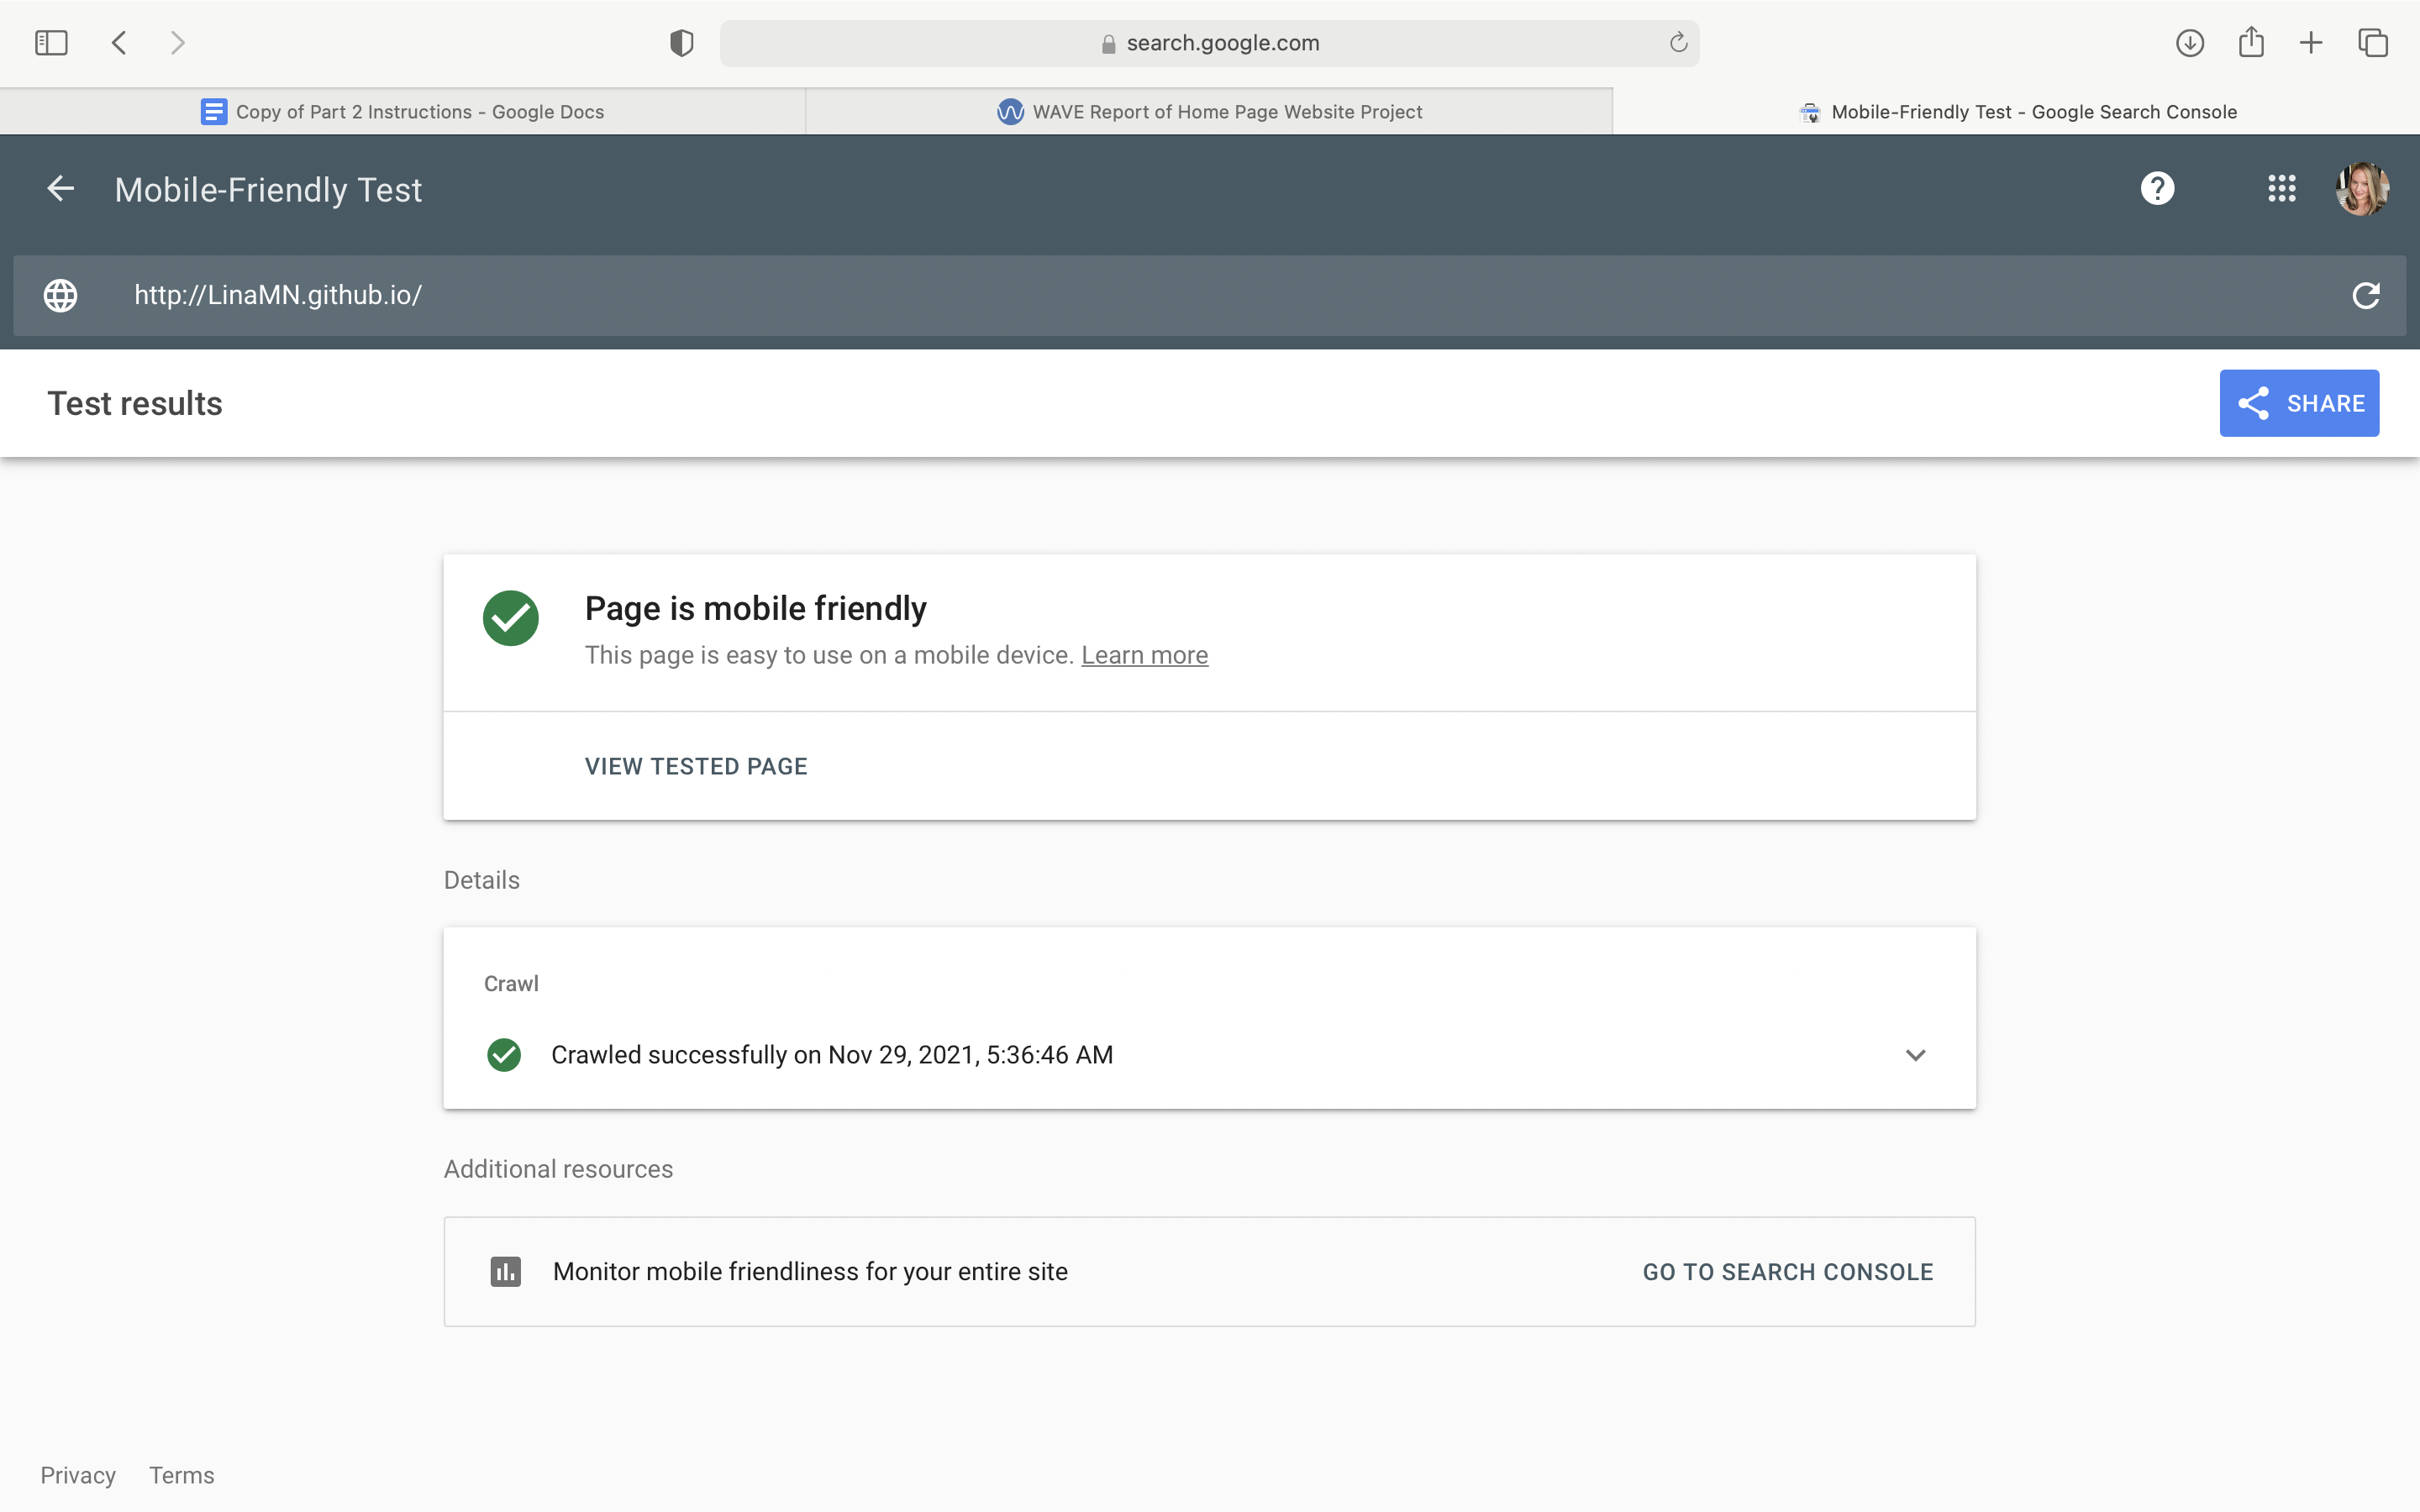 search.google.com
Copy of Part 2 Instructions - Google Docs
WAVE Report of Home Page Website Project
Mobile-Friendly Test - Google Search Console
Mobile-Friendly Test
http://LinaMN.github.io/
Test results
SHARE
Page is mobile friendly
This page is easy to use on a mobile device. Learn more
VIEW TESTED PAGE
Details
Crawl
Crawled successfully on Nov 29, 2021, 5:36:46 AM
Additional resources
Monitor mobile friendliness for your entire site
GO TO SEARCH CONSOLE
Privacy
Terms